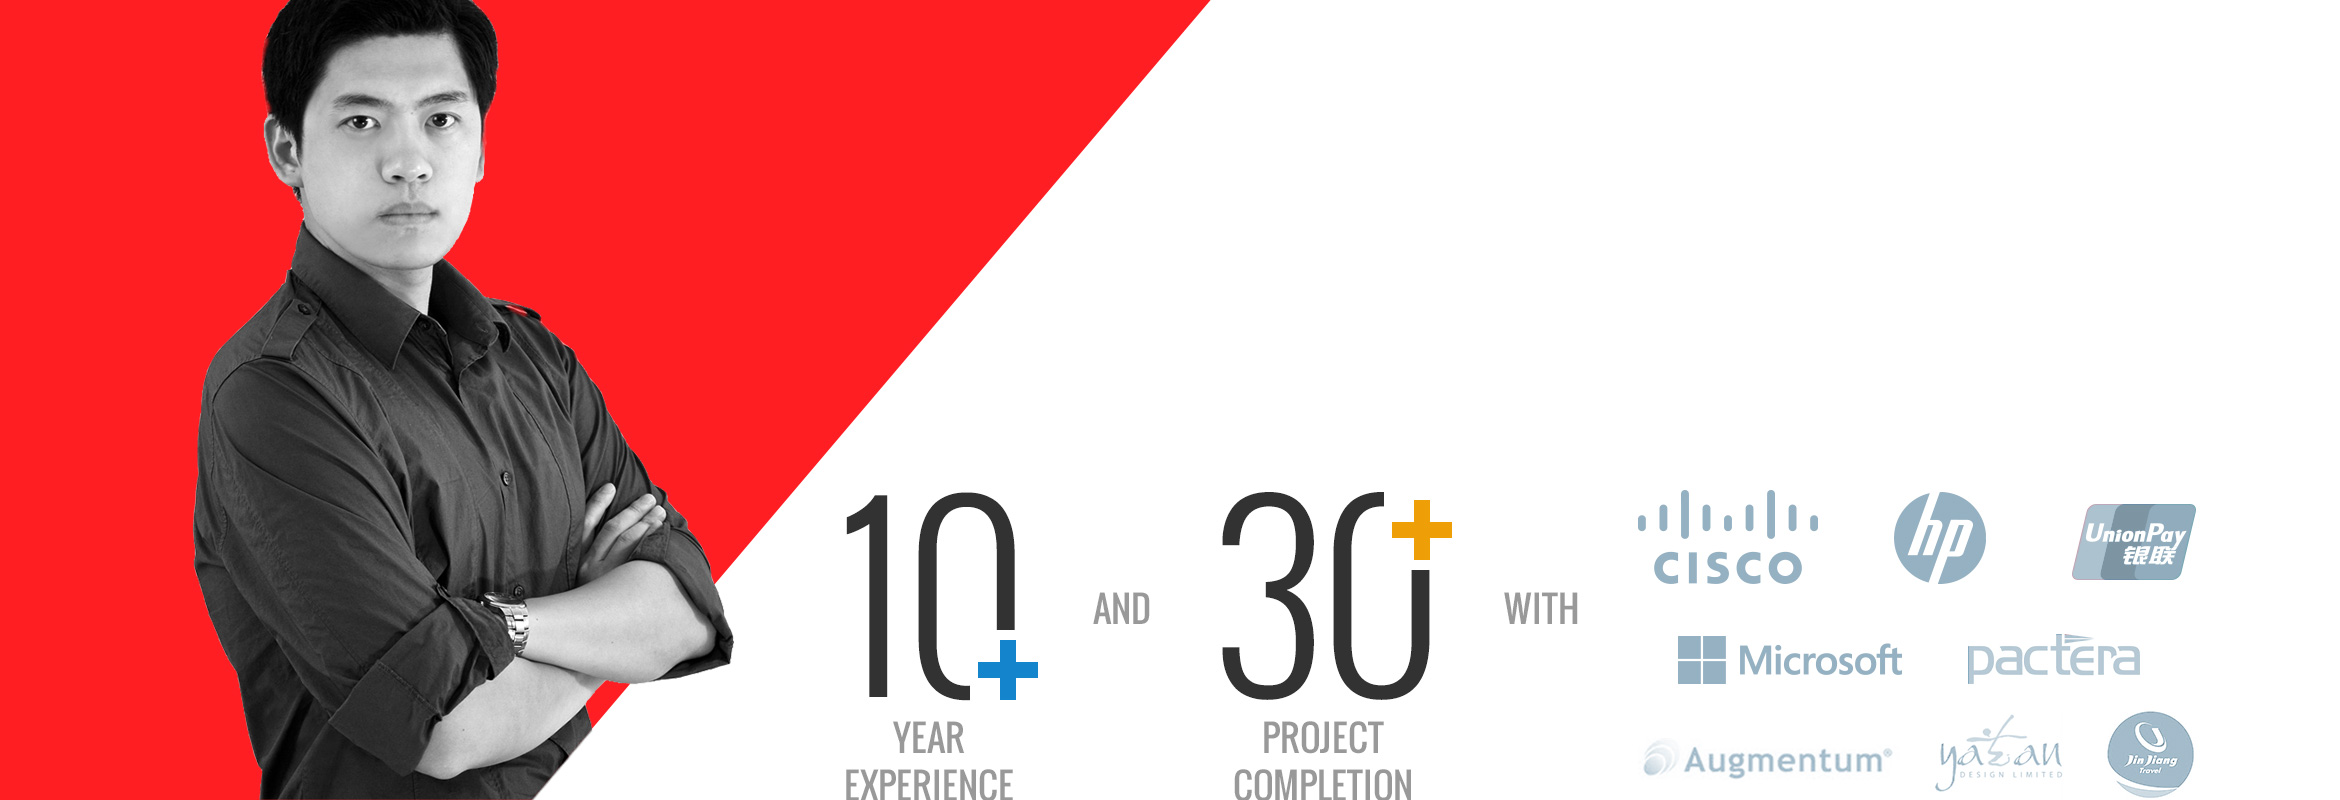 10+
YEAR
EXPERIENCE
AND
30+
PROJECT
COMPLETION
WITH
CISCO
hp
UnionPay
银联
Microsoft
pactera
Augmentum®
yazan
DESIGN LIMITED
Jin Jiang
Travel